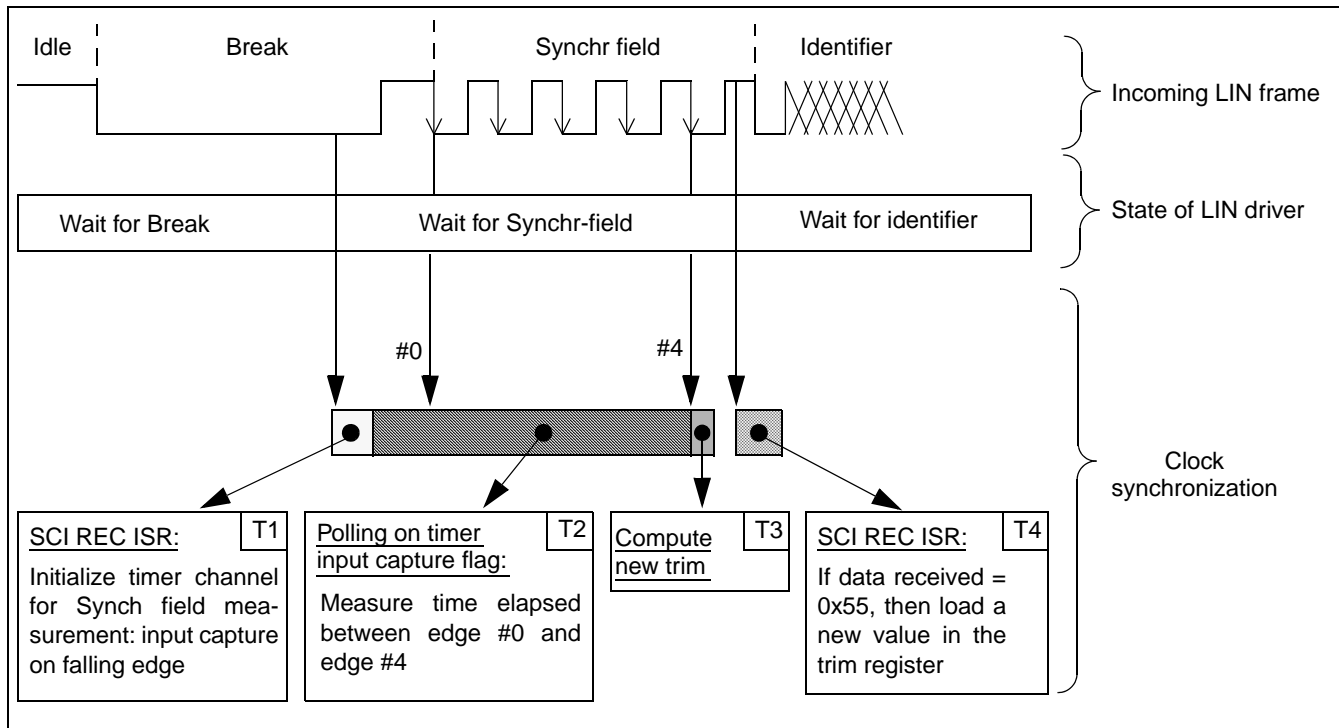 Idle
Break
Synchr field
Identifier
Incoming LIN frame
Wait for Break
Wait for Synchr-field
Wait for identifier
State of LIN driver
#0
#4
Clock
synchronization
SCI REC ISR:
T1
Initialize timer channel
for Synch field mea-
surement: input capture
on falling edge
Polling on timer
input capture flag:
T2
Measure time elapsed
between edge #0 and
edge #4
Compute
new trim
T3
SCI REC ISR:
T4
If data received =
0x55, then load a
new value in the
trim register